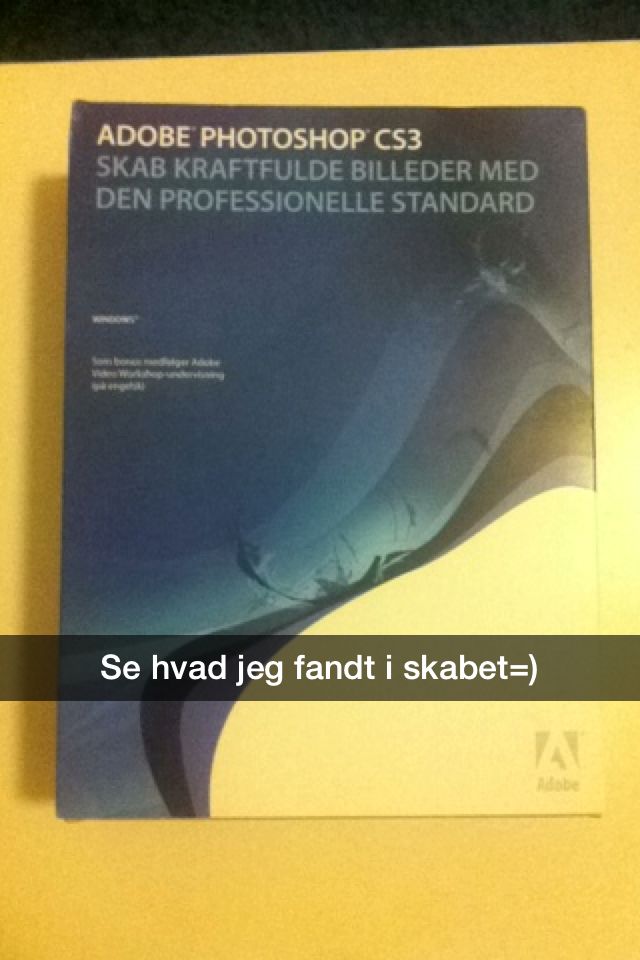 ADOBE® PHOTOSHOP® CS3
SKAB KRAFTFULDE BILLEDER MED
DEN PROFESSIONELLE STANDARD
WINDOWS®
Som bonus medfølger Adobe
Video Workshop-undervisning
(på engelsk)
Se hvad jeg fandt i skabet=)
Adobe